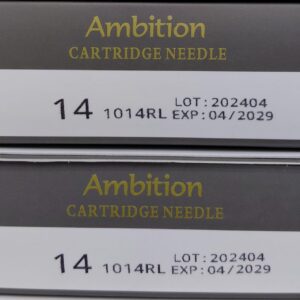 Ambition
CARTRIDGE NEEDLE
14 1014RL LOT: 202404
EXP: 04/2029
Ambition
CARTRIDGE NEEDLE
14 1014RL LOT: 202404
EXP: 04/2029